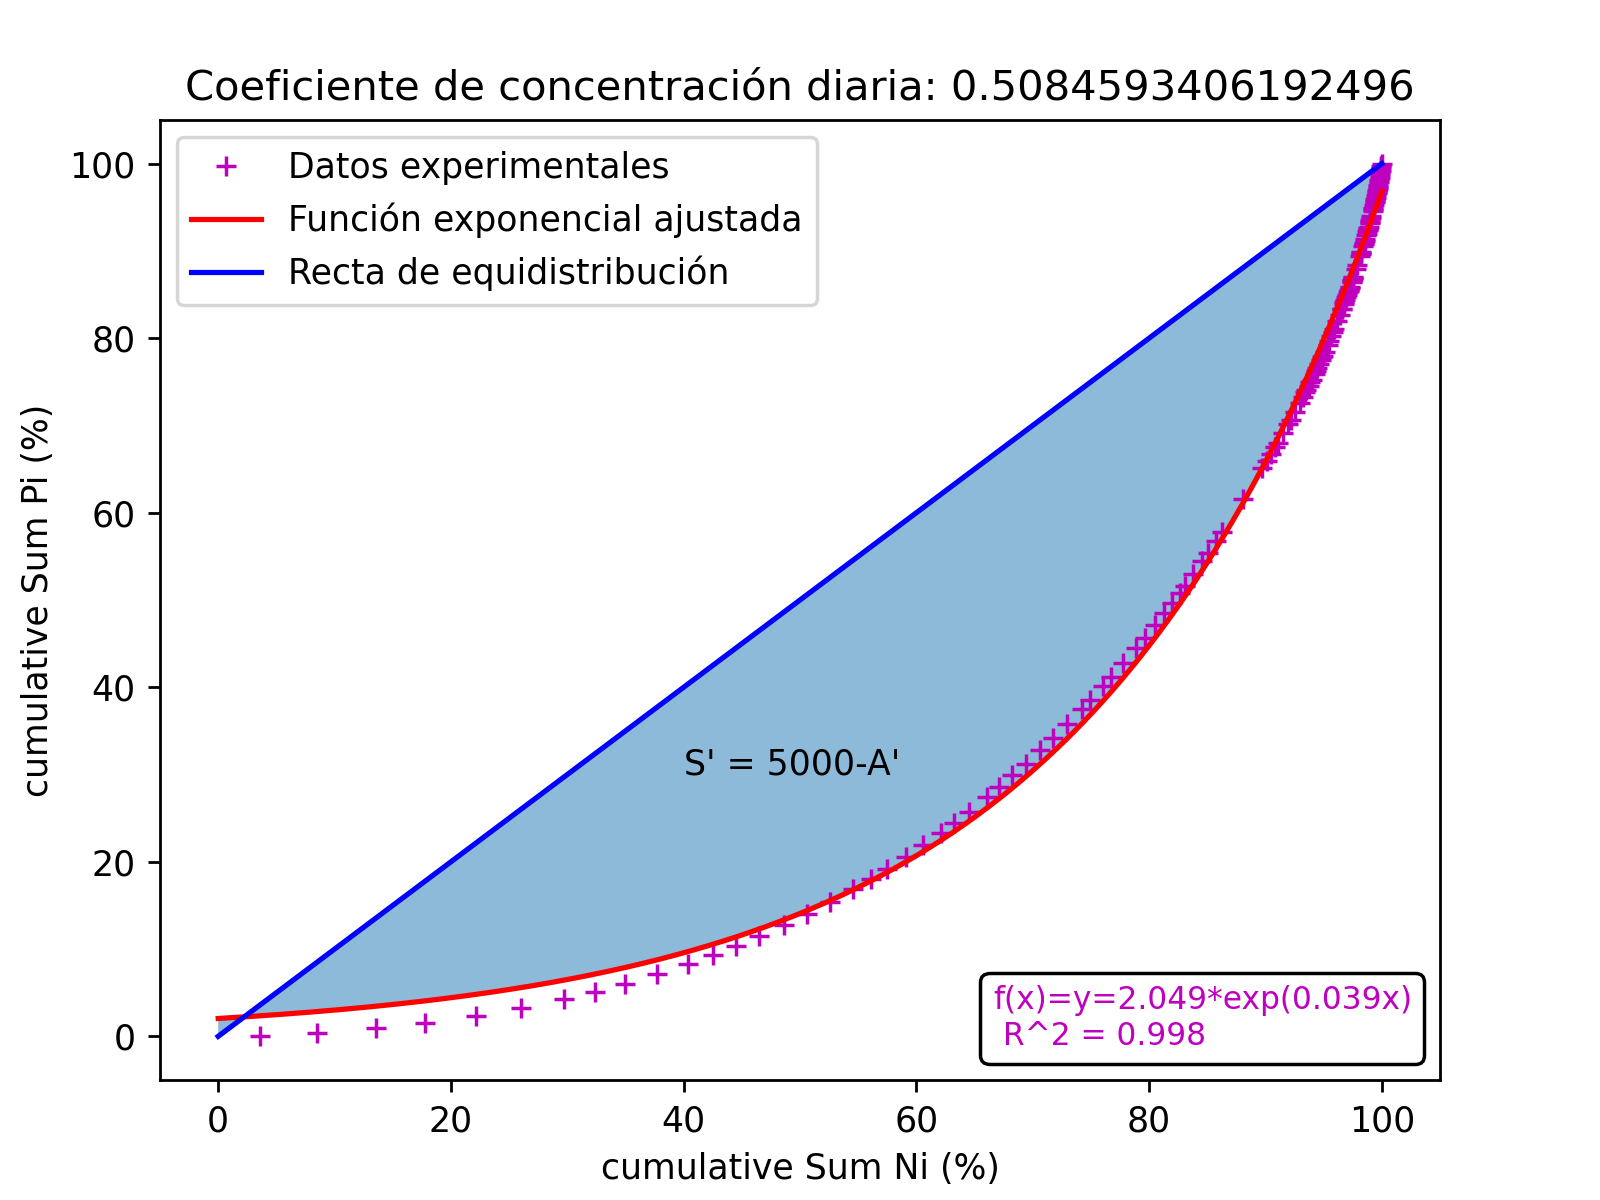 Coeficiente de concentración diaria: 0.5084593406192496
Datos experimentales
Función exponencial ajustada
Recta de equidistribución
100
80
60
40
20
0
cumulative Sum Pi (%)
S' = 5000-A'
f(x)=y=2.049*exp(0.039x)
R^2 = 0.998
0 20 40 60 80 100
cumulative Sum Ni (%)